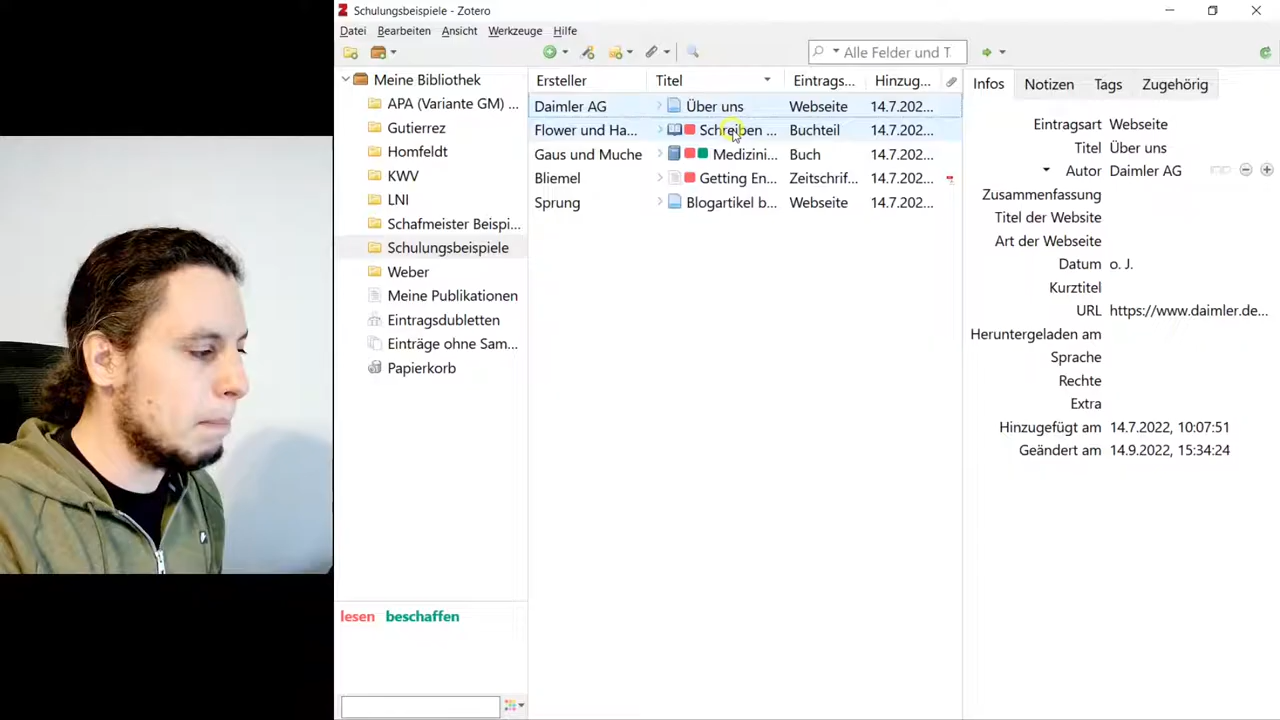 Schulungsbeispiele - Zotero
Datei Bearbeiten Ansicht Werkzeuge Hilfe
Alle Felder und T
Meine Bibliothek
APA (Variante GM) ...
Gutierrez
Homfeldt
KWV
LNI
Schafmeister Beispi...
Schulungsbeispiele
Weber
Meine Publikationen
Eintragsdubletten
Einträge ohne Sam...
Papierkorb
lesen beschaffen
Ersteller Titel Eintrags... Hinzug...
Daimler AG Über uns Webseite 14.7.202...
Flower und Ha... Schreiben ... Buchteil 14.7.202...
Gaus und Muche Medizini... Buch 14.7.202...
Bliemel Getting En... Zeitschrif... 14.7.202...
Sprung Blogartikel b... Webseite 14.7.202...
Infos Notizen Tags Zugehörig
Eintragsart Webseite
Titel Über uns
Autor Daimler AG
Zusammenfassung
Titel der Website
Art der Webseite
Datum o. J.
Kurztitel
URL https://www.daimler.de...
Heruntergeladen am
Sprache
Rechte
Extra
Hinzugefügt am 14.7.2022, 10:07:51
Geändert am 14.9.2022, 15:34:24